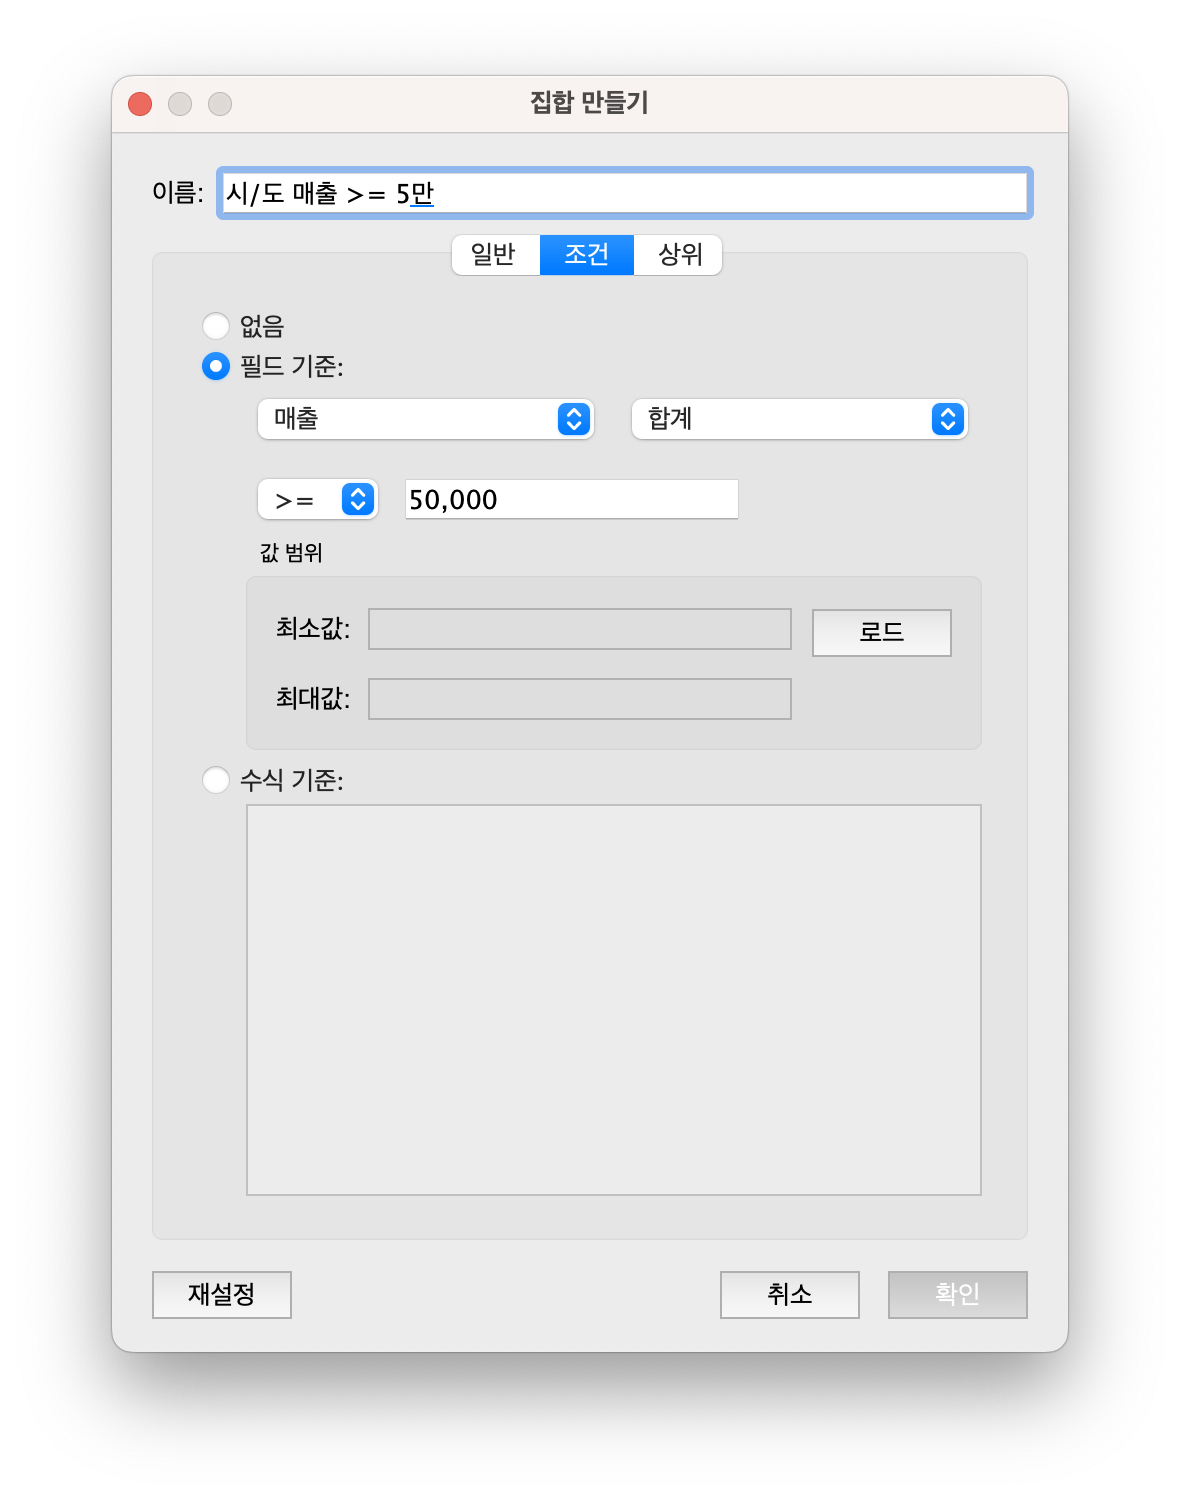 집합 만들기
이름: 시/도 매출 >= 5만
일반 조건 상위
없음
필드 기준:
매출 합계
>= 50,000
값 범위
최소값: 로드
최대값:
수식 기준:
재설정 취소 확인